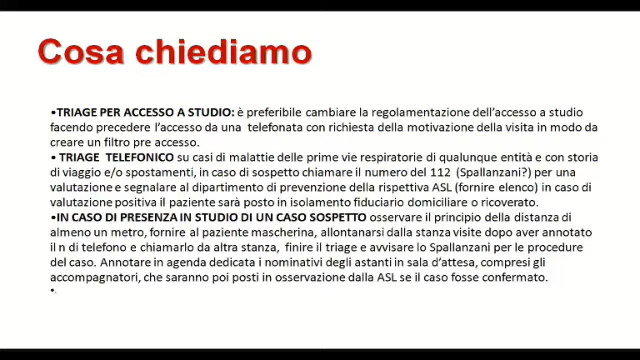 Cosa chiediamo
•TRIAGE PER ACCESSO A STUDIO: è preferibile cambiare la regolamentazione dell'accesso a studio
facendo precedere l'accesso da una telefonata con richiesta della motivazione della visita in modo da
creare un filtro pre accesso.
• TRIAGE TELEFONICO su casi di malattie delle prime vie respiratorie di qualunque entità e con storia
di viaggio e/o spostamenti, in caso di sospetto chiamare il numero del 112 (Spallanzani?) per una
valutazione e segnalare al dipartimento di prevenzione della rispettiva ASL (fornire elenco) in caso di
valutazione positiva il paziente sarà posto in isolamento fiduciario domiciliare o ricoverato.
•IN CASO DI PRESENZA IN STUDIO DI UN CASO SOSPETTO osservare il principio della distanza di
almeno un metro, fornire al paziente mascherina, allontanarsi dalla stanza visite dopo aver annotato
il n di telefono e chiamarlo da altra stanza, finire il triage e avvisare lo Spallanzani per le procedure
del caso. Annotare in agenda dedicata i nominativi degli astanti in sala d'attesa, compresi gli
accompagnatori, che saranno poi posti in osservazione dalla ASL se il caso fosse confermato.
•